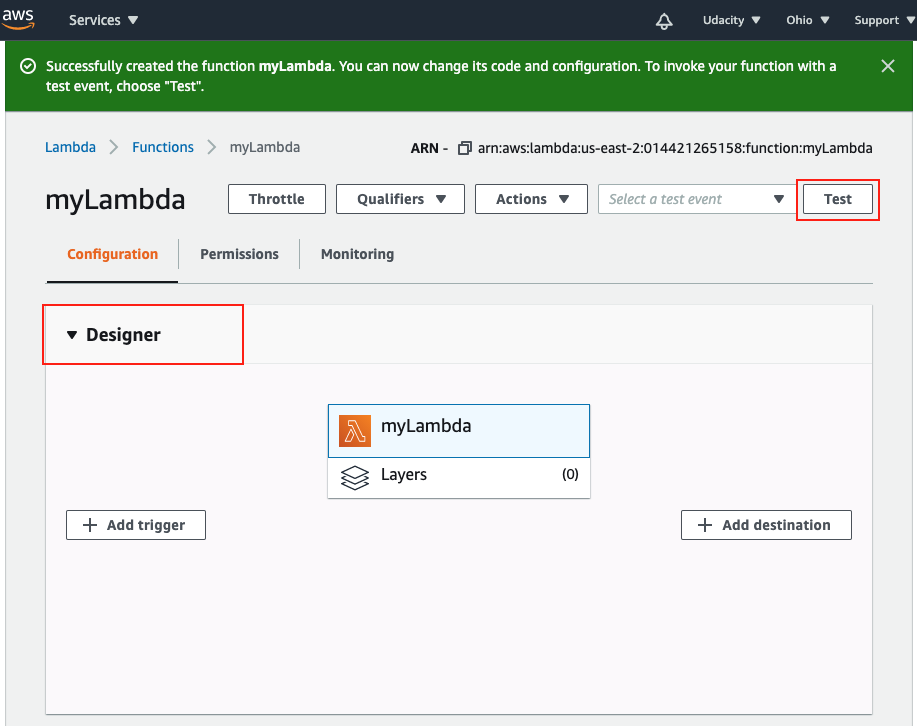 aws Services Udacity Ohio Support
Successfully created the function myLambda. You can now change its code and configuration. To invoke your function with a
test event, choose "Test".
Lambda Functions myLambda ARN - arn:aws:lambda:us-east-2:014421265158:function:myLambda
myLambda Throttle Qualifiers Actions Select a test event Test
Configuration Permissions Monitoring
Designer
myLambda
Layers (0)
Add trigger Add destination